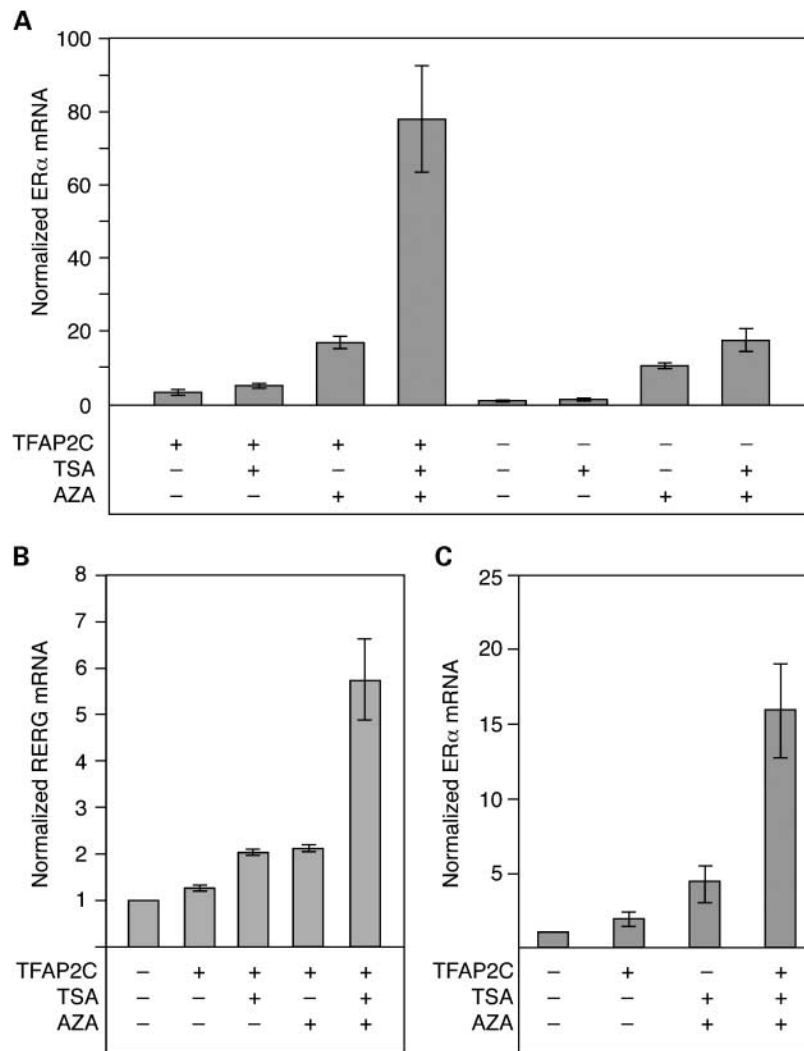 A
Normalized ERα mRNA
100
80
60
40
20
0
TFAP2C + + + + – – – –
TSA – + – + – + – +
AZA – – + + – – + +
B
Normalized RERG mRNA
8
7
6
5
4
3
2
1
TFAP2C – + + + +
TSA – – + – +
AZA – – – + +
C
Normalized ERα mRNA
25
20
15
10
5
TFAP2C – + – +
TSA – – + +
AZA – – + +